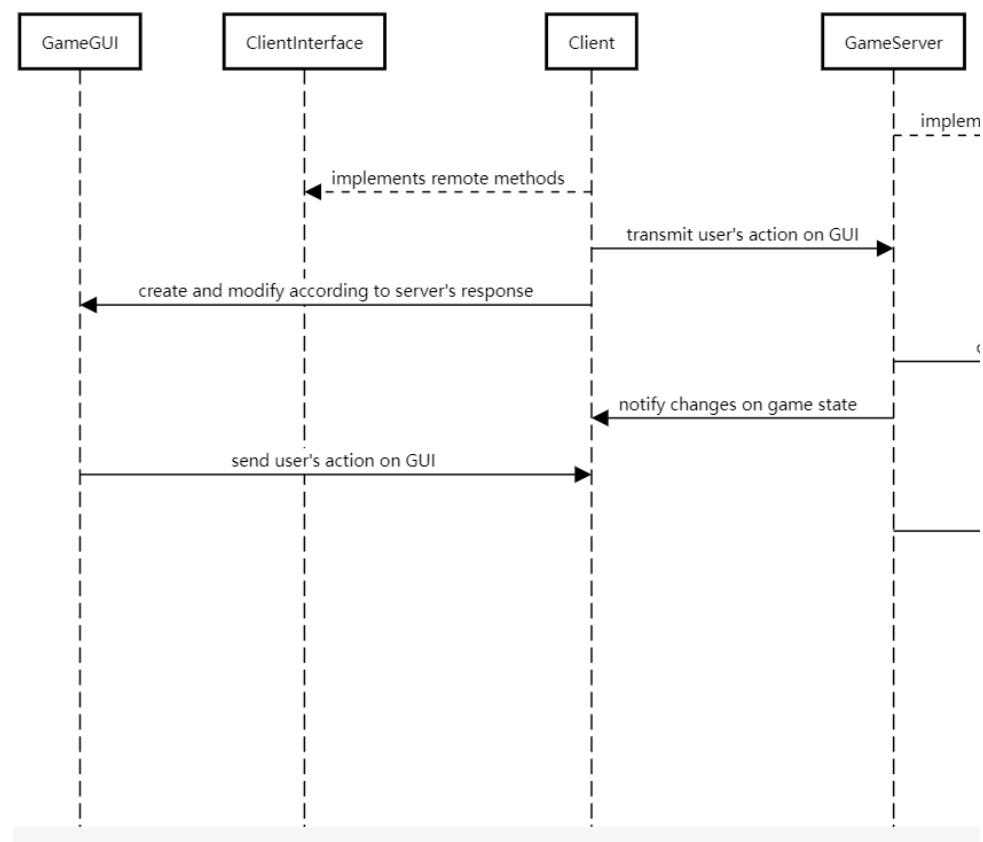 GameGUI
ClientInterface
Client
GameServer
implements remote methods
transmit user's action on GUI
create and modify according to server's response
notify changes on game state
send user's action on GUI